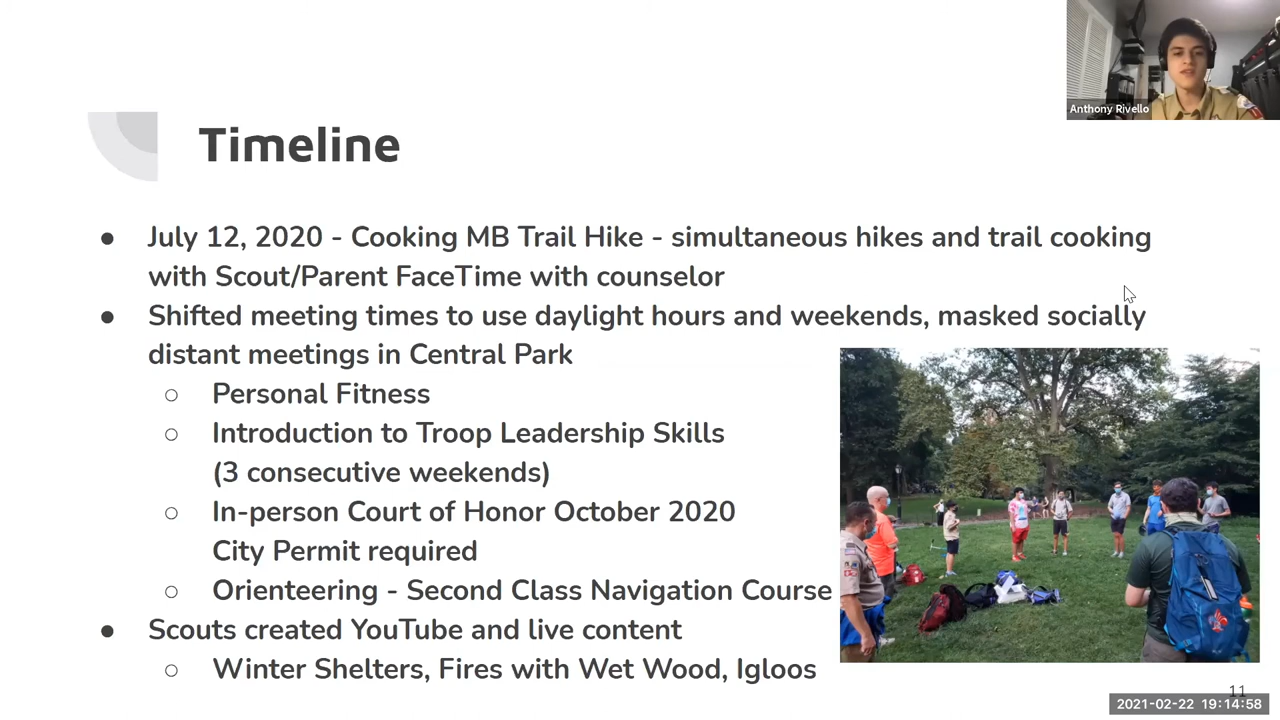 Anthony Rivello
Timeline
● July 12, 2020 - Cooking MB Trail Hike - simultaneous hikes and trail cooking
with Scout/Parent FaceTime with counselor
● Shifted meeting times to use daylight hours and weekends, masked socially
distant meetings in Central Park
○ Personal Fitness
○ Introduction to Troop Leadership Skills
(3 consecutive weekends)
○ In-person Court of Honor October 2020
City Permit required
○ Orienteering - Second Class Navigation Course
● Scouts created YouTube and live content
○ Winter Shelters, Fires with Wet Wood, Igloos
11
2021-02-22 19:14:58